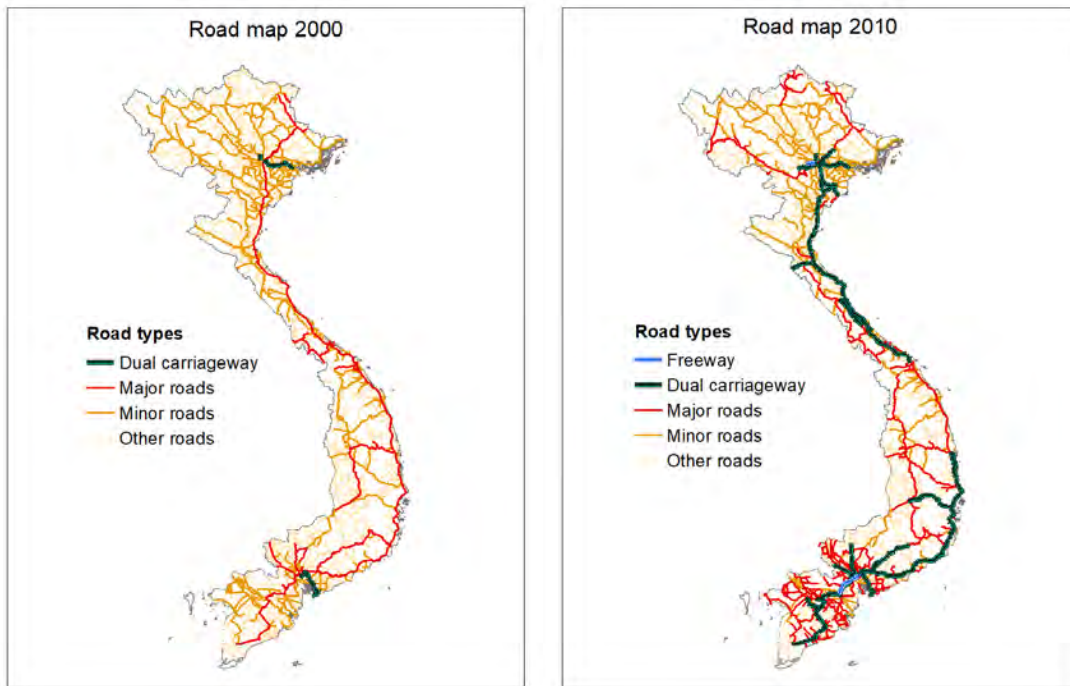 Road map 2000
Road types
Dual carriageway
Major roads
Minor roads
Other roads
Road map 2010
Road types
Freeway
Dual carriageway
Major roads
Minor roads
Other roads